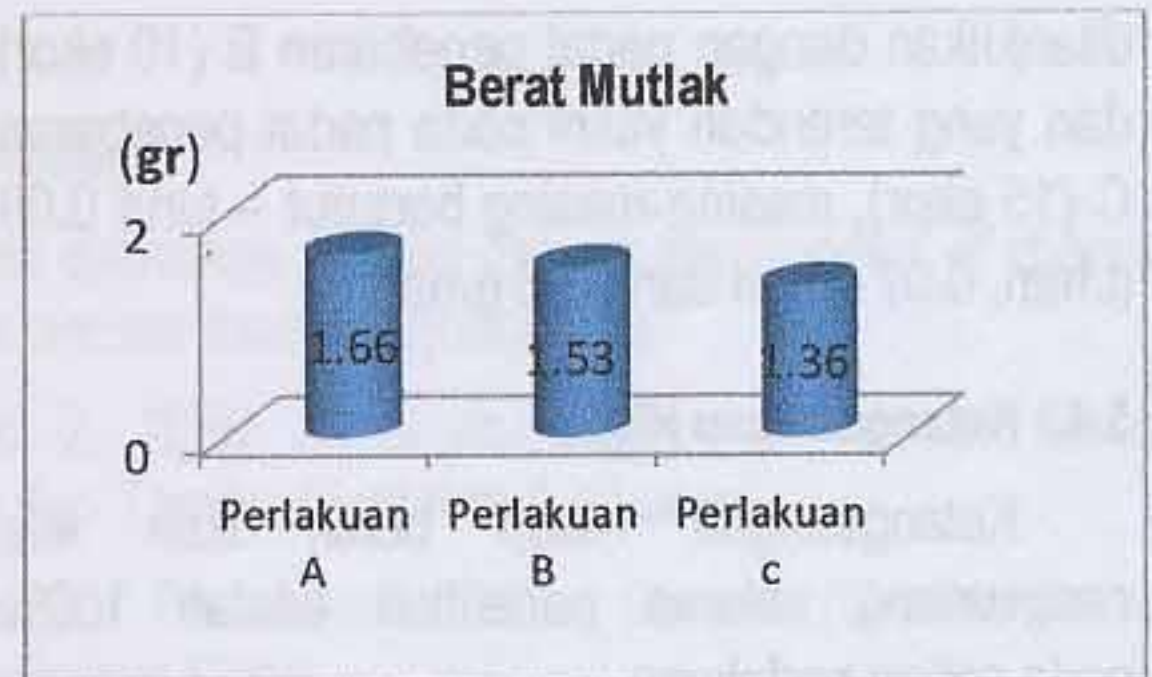 Berat Mutlak
(gr)
2
1.66
1.53
1.36
0
Perlakuan A
Perlakuan B
Perlakuan c